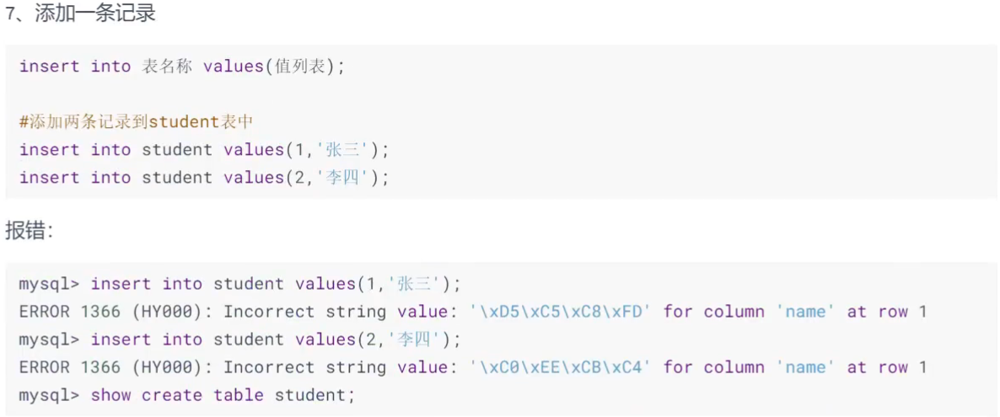 7、添加一条记录
insert into 表名称 values(值列表);
#添加两条记录到student表中
insert into student values(1,'张三');
insert into student values(2,'李四');
报错：
mysql> insert into student values(1,'张三');
ERROR 1366 (HY000): Incorrect string value: '\xD5\xC5\xC8\xFD' for column 'name' at row 1
mysql> insert into student values(2,'李四');
ERROR 1366 (HY000): Incorrect string value: '\xC0\xEE\xCB\xC4' for column 'name' at row 1
mysql> show create table student;